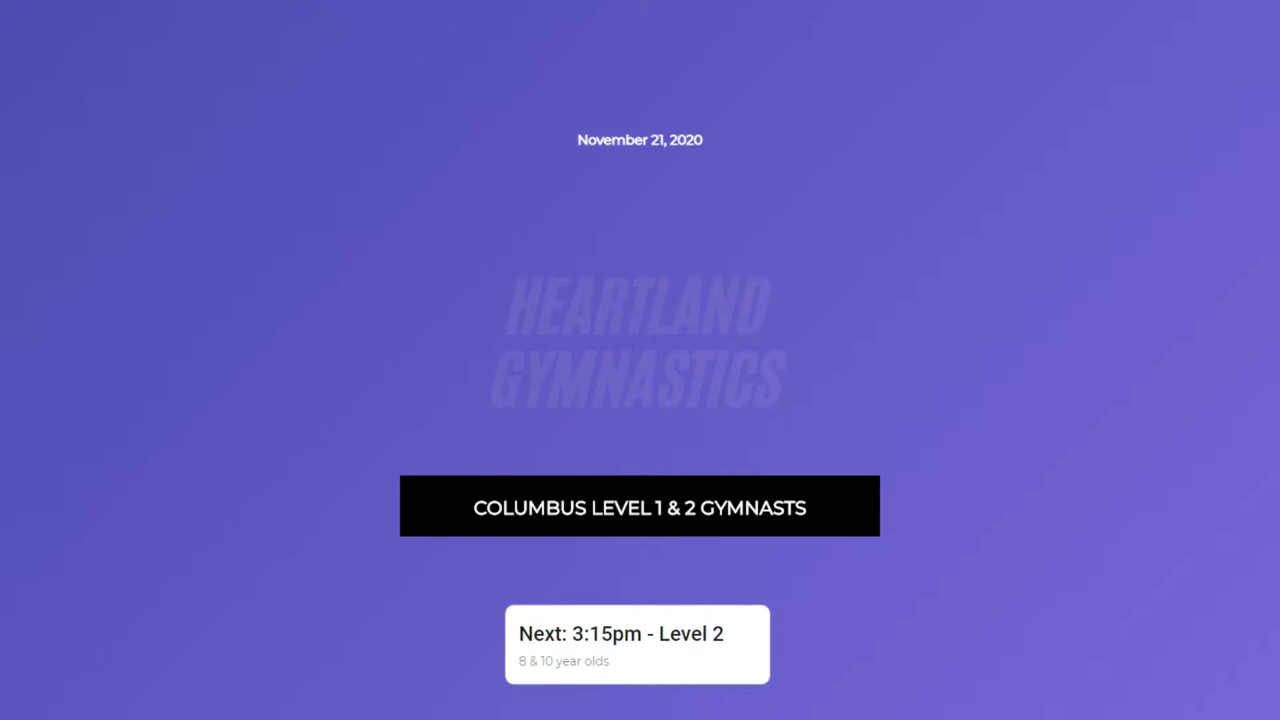 November 21, 2020
HEARTLAND
GYMNASTICS
COLUMBUS LEVEL 1 & 2 GYMNASTS
Next: 3:15pm - Level 2
8 & 10 year olds